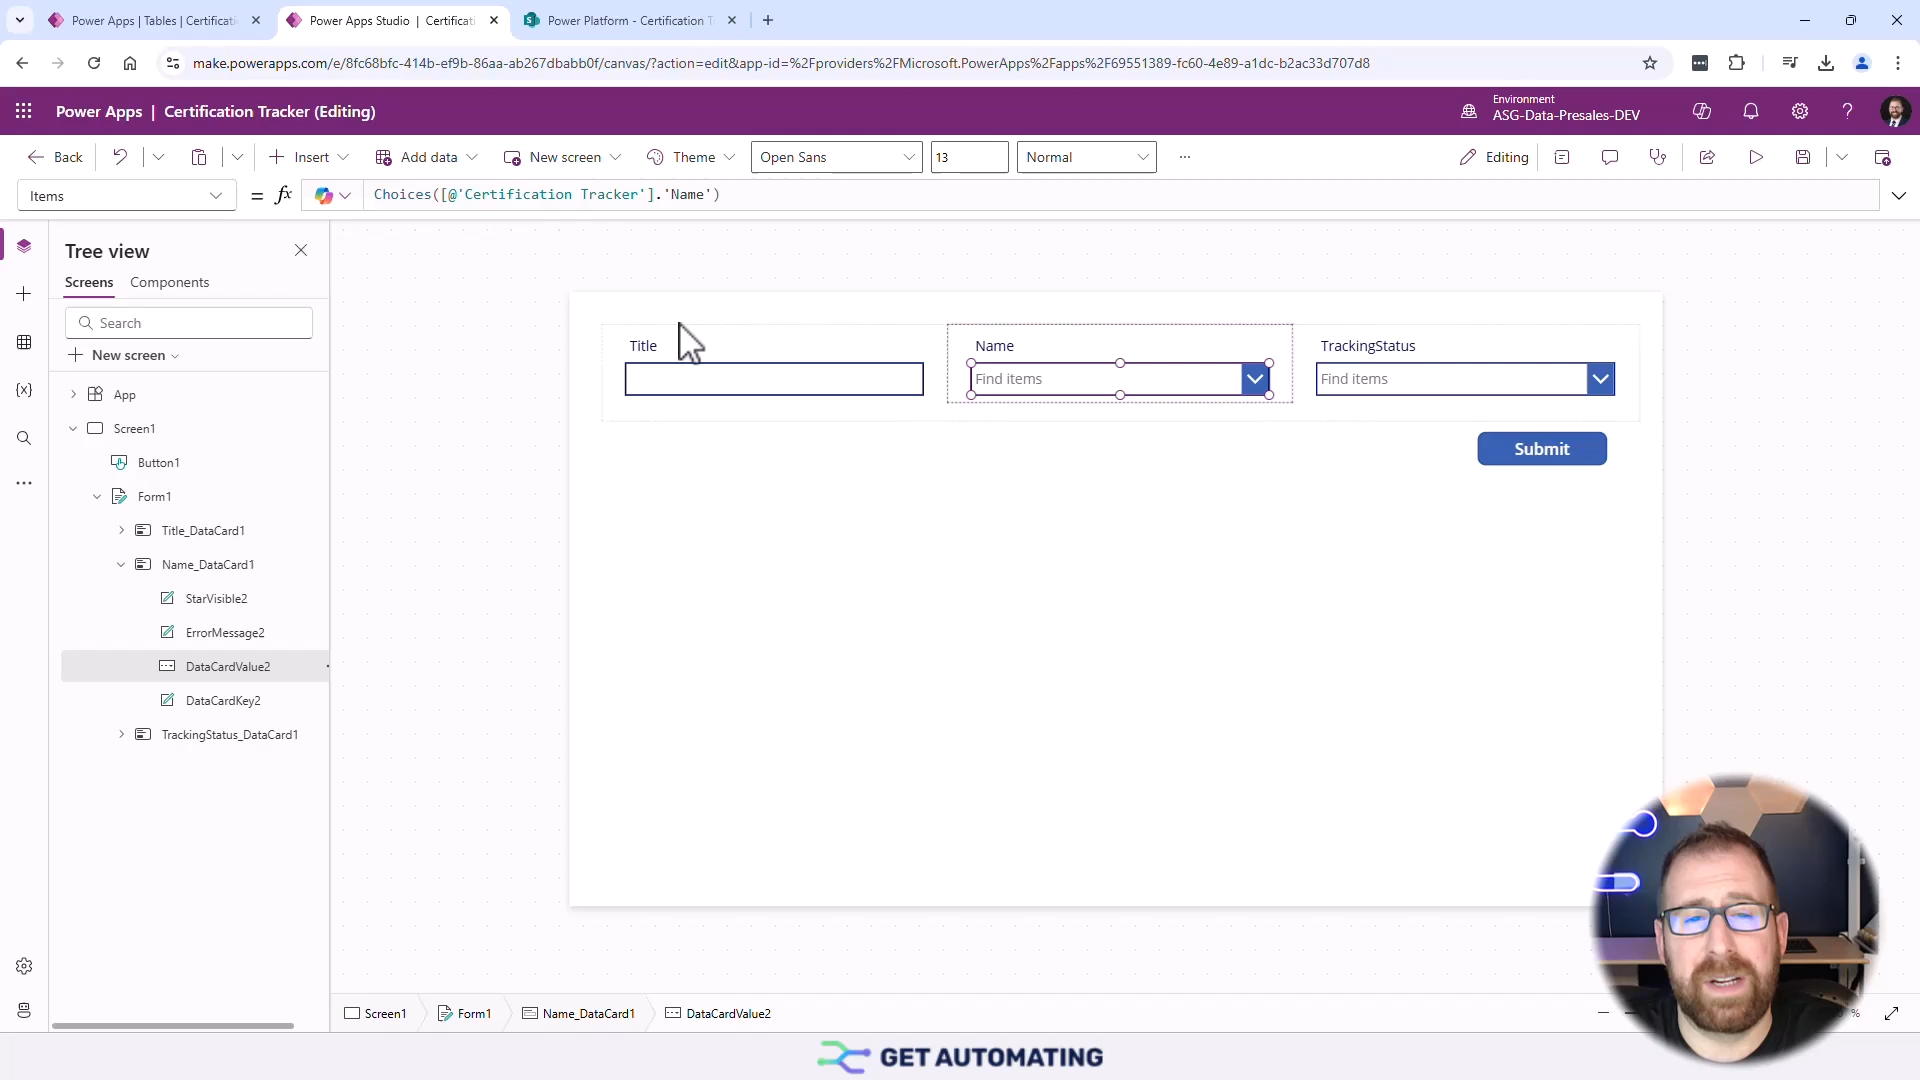 Power Apps | Tables | Certificati
Power Apps Studio | Certificati
Power Platform - Certification T
make.powerapps.com/e/8fc68bfc-414b-ef9b-86aa-ab267dbabb0f/canvas/?action=edit&app-id=%2Fproviders%2FMicrosoft.PowerApps%2Fapps%2F69551389-fc60-4e89-a1dc-b2ac33d707d8
Power Apps | Certification Tracker (Editing)
Environment
ASG-Data-Presales-DEV
Back
Insert
Add data
New screen
Theme
Open Sans
13
Normal
Editing
Items
= fx
Choices([@'Certification Tracker'].'Name')
Tree view
Screens
Components
Search
New screen
App
Screen1
Button1
Form1
Title_DataCard1
Name_DataCard1
StarVisible2
ErrorMessage2
DataCardValue2
DataCardKey2
TrackingStatus_DataCard1
Title
Name
Find items
TrackingStatus
Find items
Submit
Screen1
Form1
Name_DataCard1
DataCardValue2
%
GET AUTOMATING